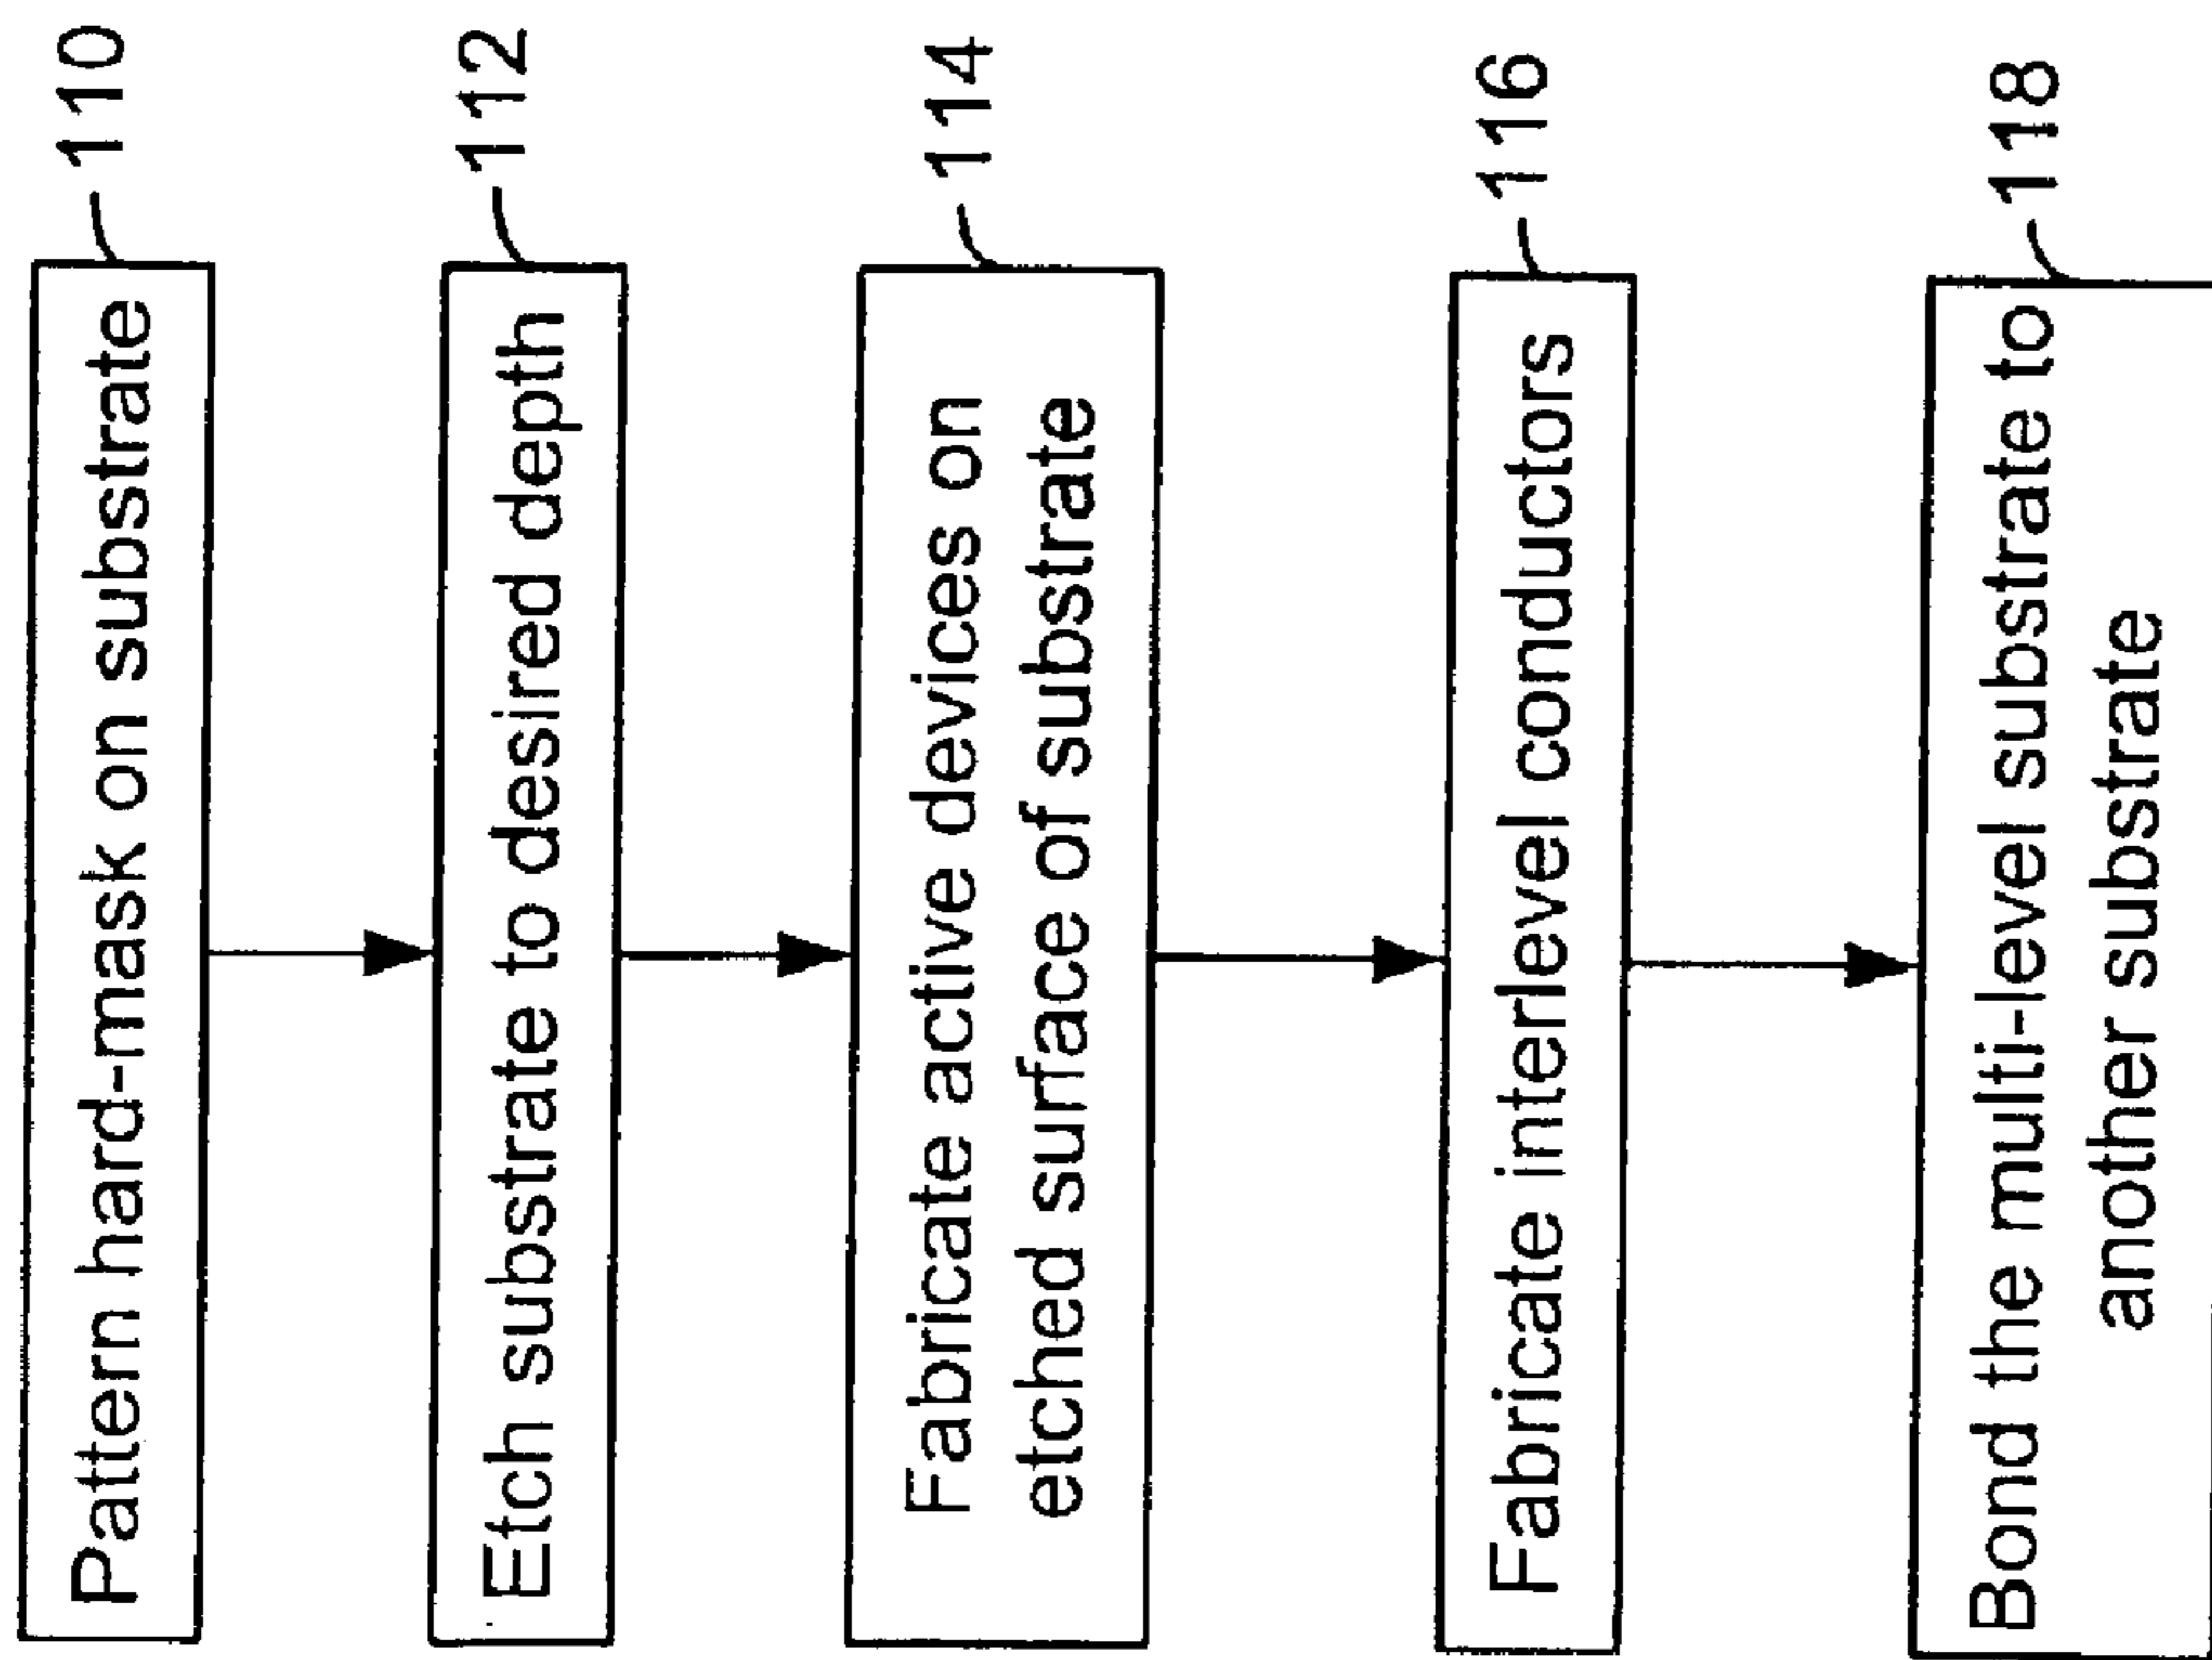 Pattern hard-mask on substrate
110
Etch substrate to desired depth
112
Fabricate active devices on
etched surface of substrate
114
Fabricate interlevel conductors
116
Bond the multi-level substrate to
another substrate
118